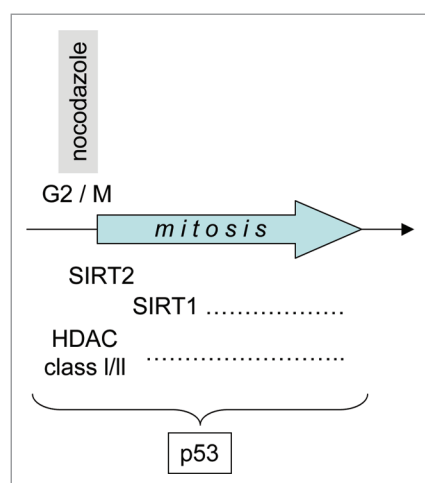 nocodazole
G2 / M
mitosis
SIRT2
SIRT1 ..................
HDAC
class I/II ..........................
p53